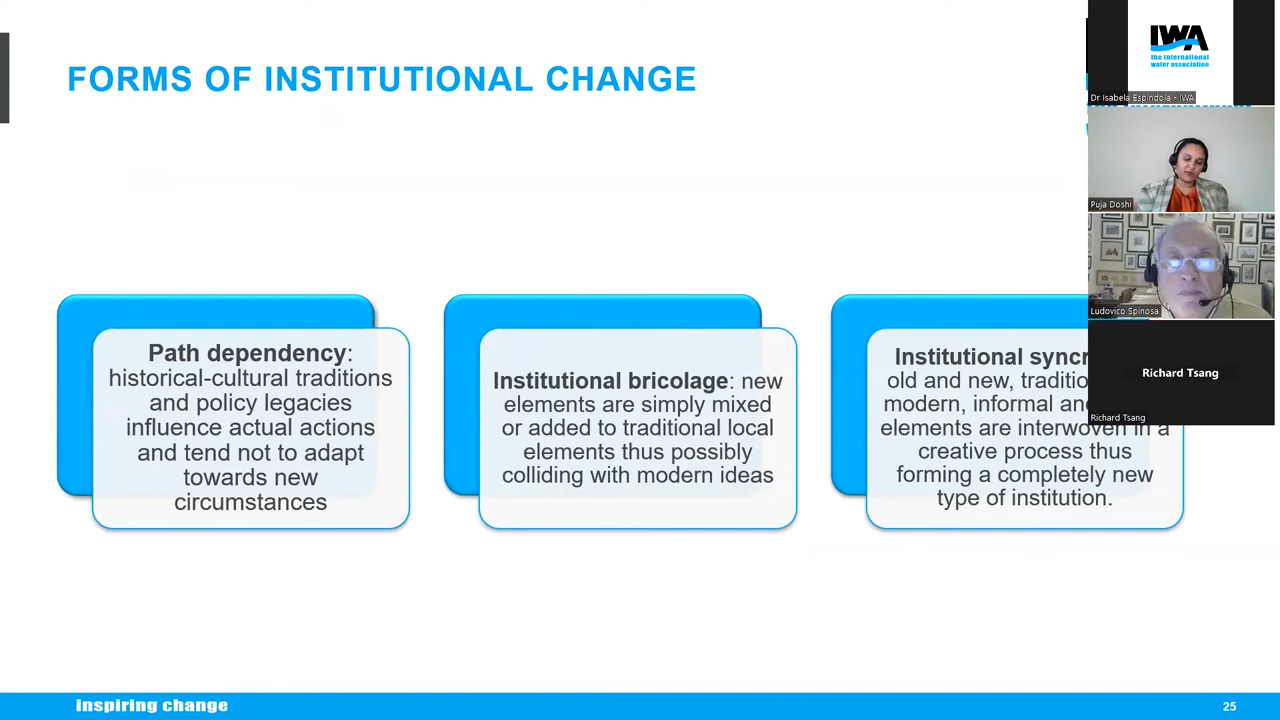 FORMS OF INSTITUTIONAL CHANGE
Path dependency:
historical-cultural traditions
and policy legacies
influence actual actions
and tend not to adapt
towards new
circumstances
Institutional bricolage: new
elements are simply mixed
or added to traditional local
elements thus possibly
colliding with modern ideas
Institutional
old and new,
modern, informal
elements are interwoven in a
creative process thus
forming a completely new
type of institution.
IWA
the international
water association
Dr Isabela Espindola - IWA
Puja Doshi
Ludovico Spinosa
Richard Tsang
Richard Tsang
inspiring change
25